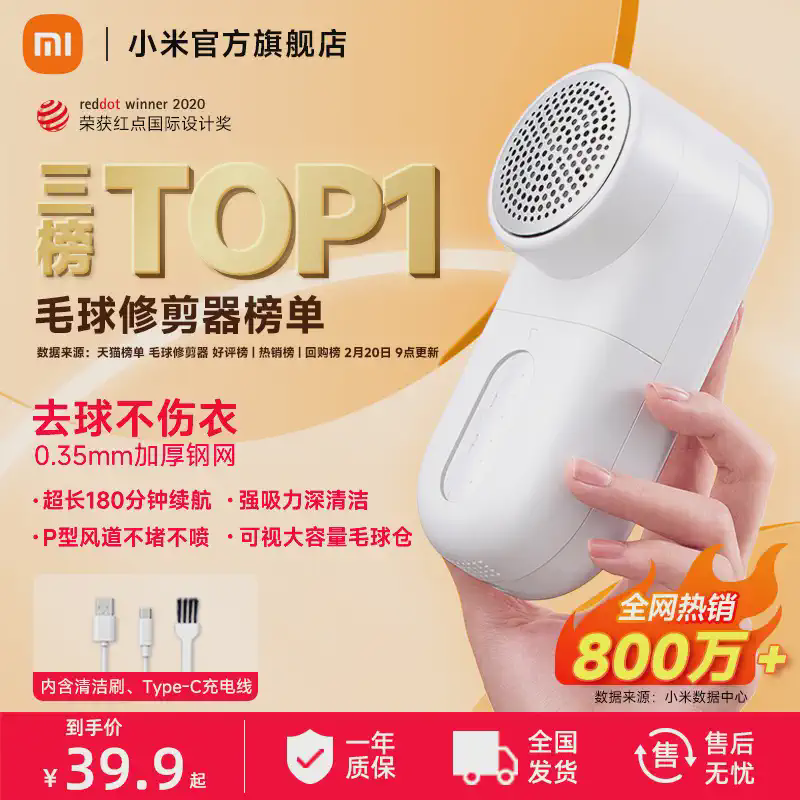 mi 小米官方旗舰店
reddot winner 2020
荣获红点国际设计奖
三榜TOP1
毛球修剪器榜单
数据来源：天猫榜单 毛球修剪器 好评榜 | 热销榜 | 回购榜 2月20日 9点更新
去球不伤衣
0.35mm加厚钢网
·超长180分钟续航 ·强吸力深清洁
·P型风道不堵不喷 ·可视大容量毛球仓
内含清洁刷、Type-C充电线
全网热销
800万+
数据来源：小米数据中心
到手价
¥39.9起
一年
质保
全国
发货
售
售后
无忧